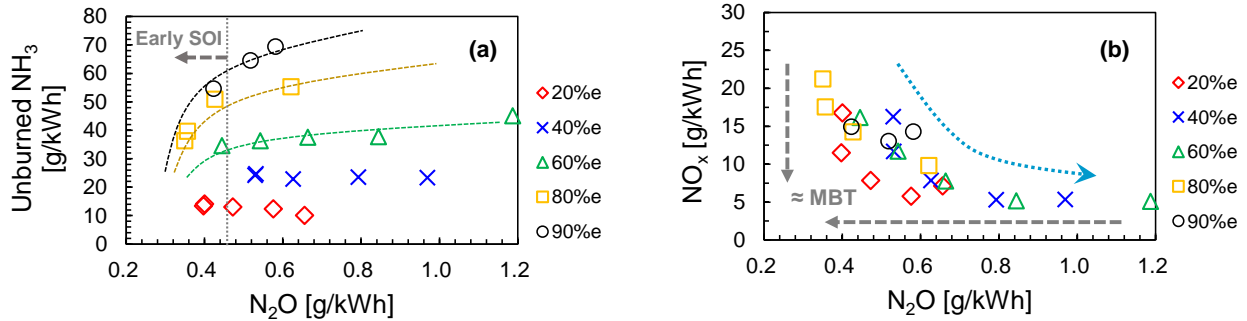 Unburned NH3
[g/kWh]
80
70
60
50
40
30
20
10
0
Early SOI
(a)
0.2
0.4
0.6
0.8
1.0
1.2
N2O [g/kWh]
20%e
40%e
60%e
80%e
90%e
NOx [g/kWh]
30
25
20
15
10
5
0
(b)
≈ MBT
0.2
0.4
0.6
0.8
1.0
1.2
N2O [g/kWh]
20%e
40%e
60%e
80%e
90%e